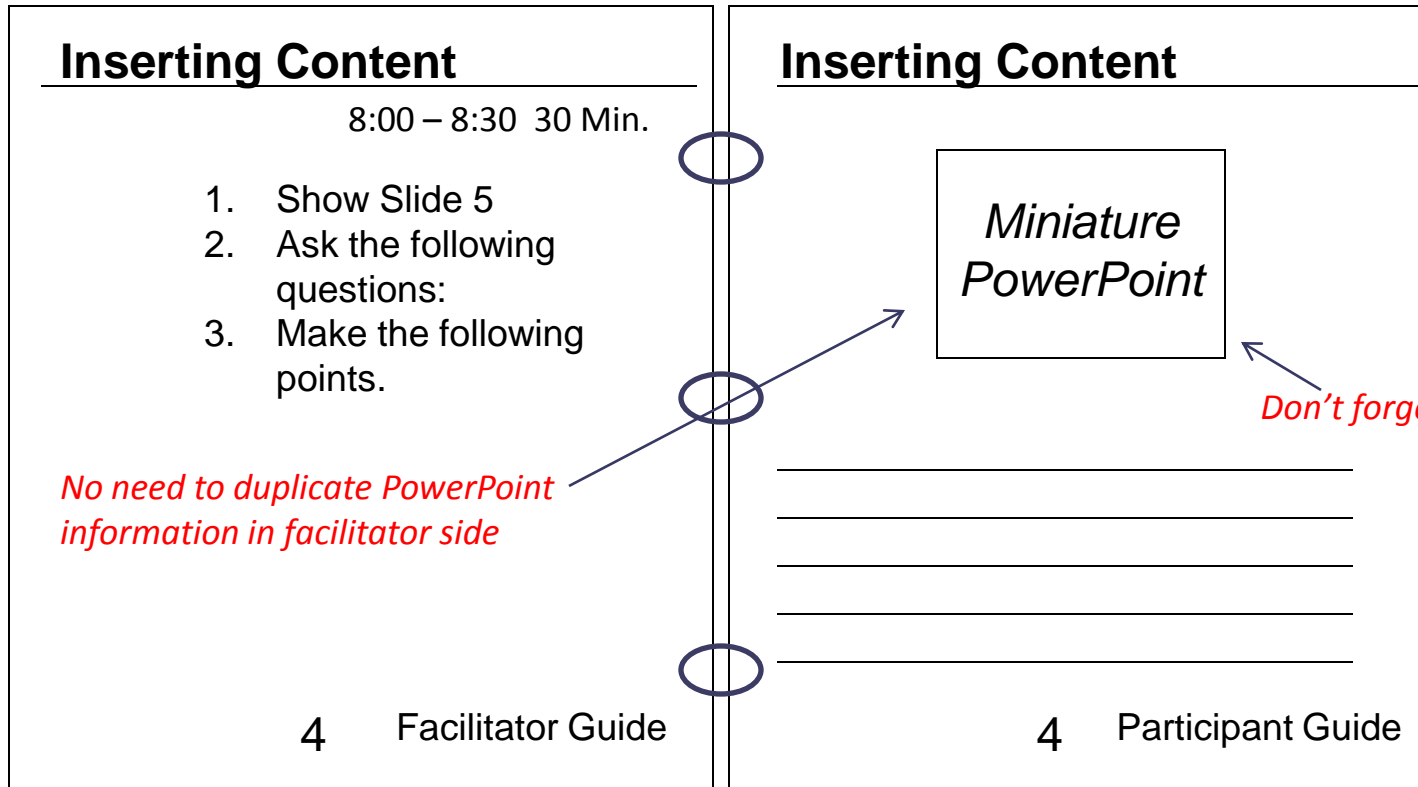 Inserting Content
8:00 – 8:30  30 Min.
1. Show Slide 5
2. Ask the following
questions:
3. Make the following
points.
No need to duplicate PowerPoint
information in facilitator side
4 Facilitator Guide
Inserting Content
Miniature
PowerPoint
Don't
4 Participant Guide